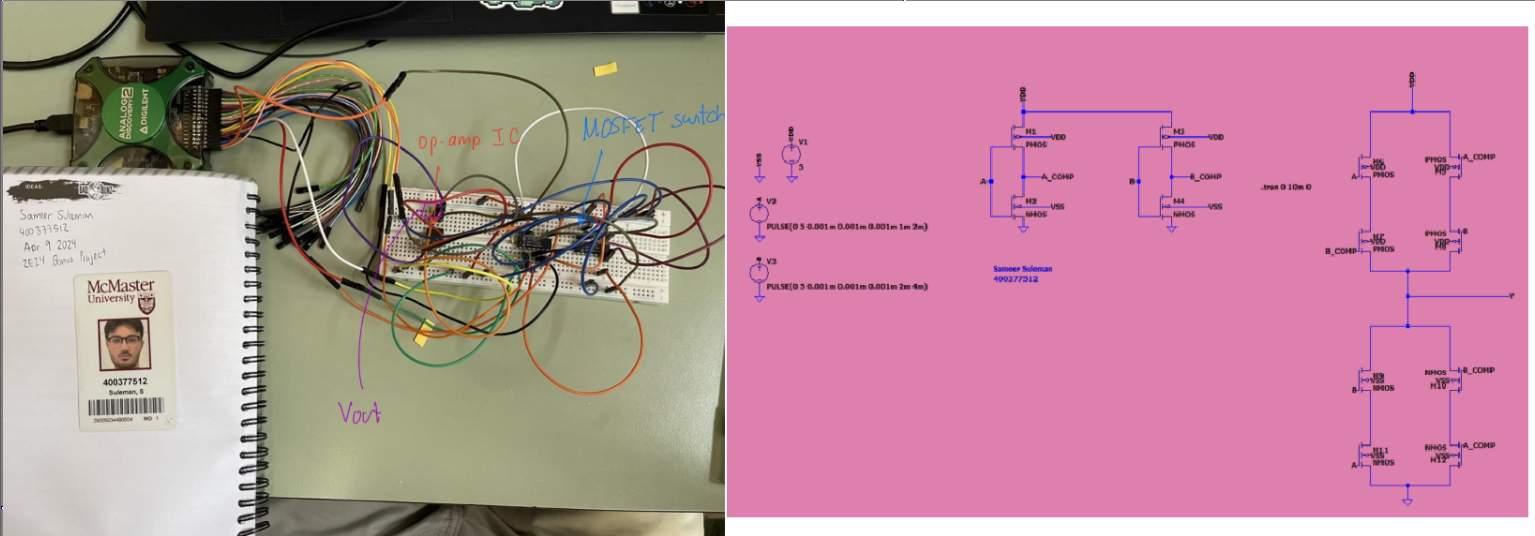 ANALOG
DISCOVERY 2
DIGILENT
op-amp IC
MOSFET switch
Vout
IDEAS:
Sameer Suleman
400377512
Apr 9 2024
2EI4 Bonus Project
McMaster
University
400377512
Suleman, S
VDD
V1
VSS
5
V2
PULSE(0 5 0.001m 0.001m 0.001m 1m 2m)
V3
PULSE(0 5 0.001m 0.001m 0.001m 2m 4m)
VDD
M1
VDD
PMOS
A
A_COMP
M2
VSS
NMOS
M3
VDD
PMOS
B
B_COMP
M4
VSS
NMOS
Sameer Suleman
400377512
.tran 0 10m 0
VDD
M6
VDD
A
PMOS
PMOS
A_COMP
VDD
M7
VDD
B_COMP
PMOS
PMOS
B
VDD
Y
M9
VSS
B
NMOS
NMOS
B_COMP
VSS
M10
M11
VSS
A
NMOS
NMOS
A_COMP
VSS
M12